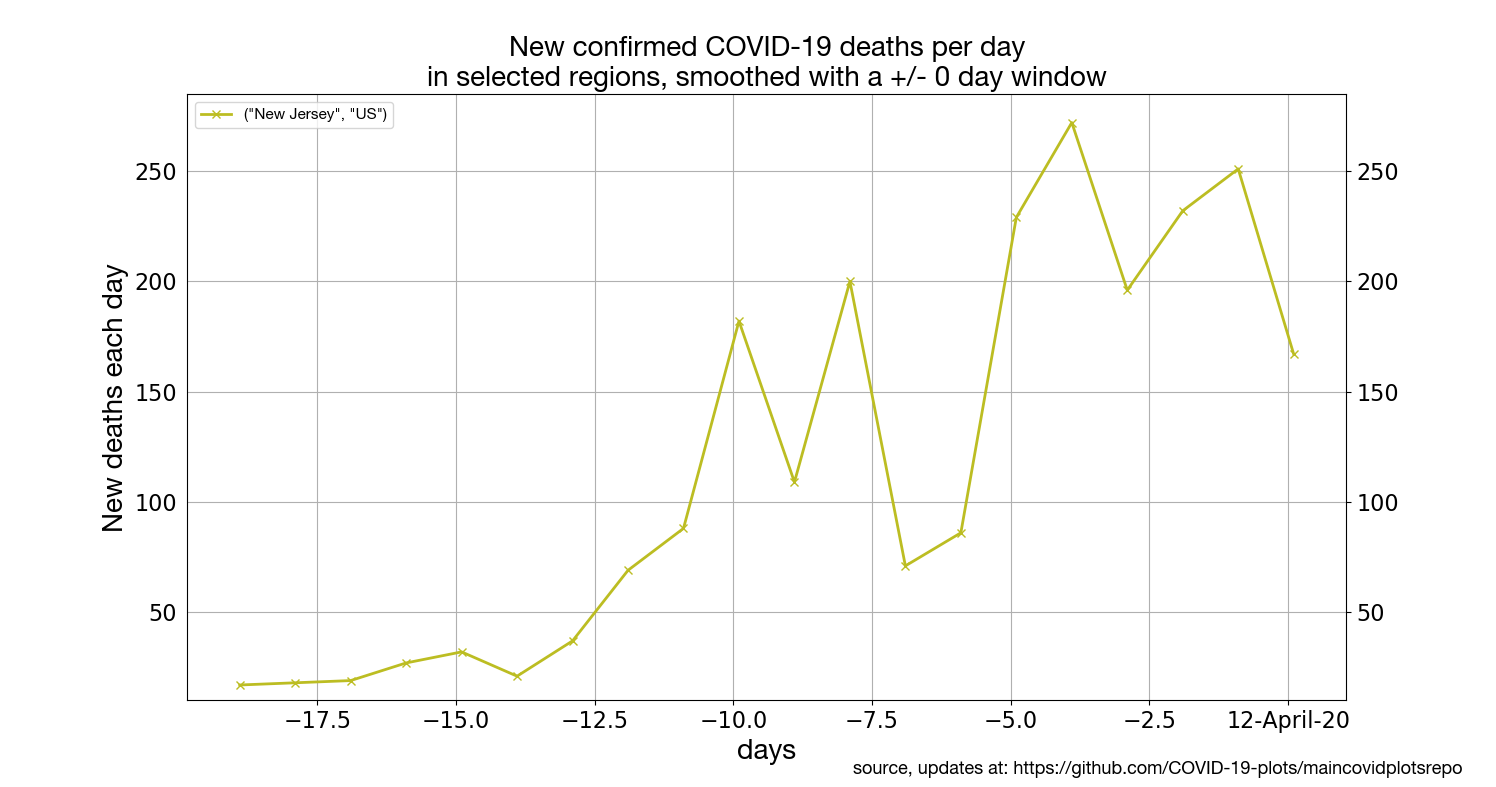 New confirmed COVID-19 deaths per day
in selected regions, smoothed with a +/- 0 day window
("New Jersey", "US")
250
200
150
100
50
New deaths each day
250
200
150
100
50
−17.5 −15.0 −12.5 −10.0 −7.5 −5.0 −2.5 12-April-20
days
source, updates at: https://github.com/COVID-19-plots/maincovidplotsrepo